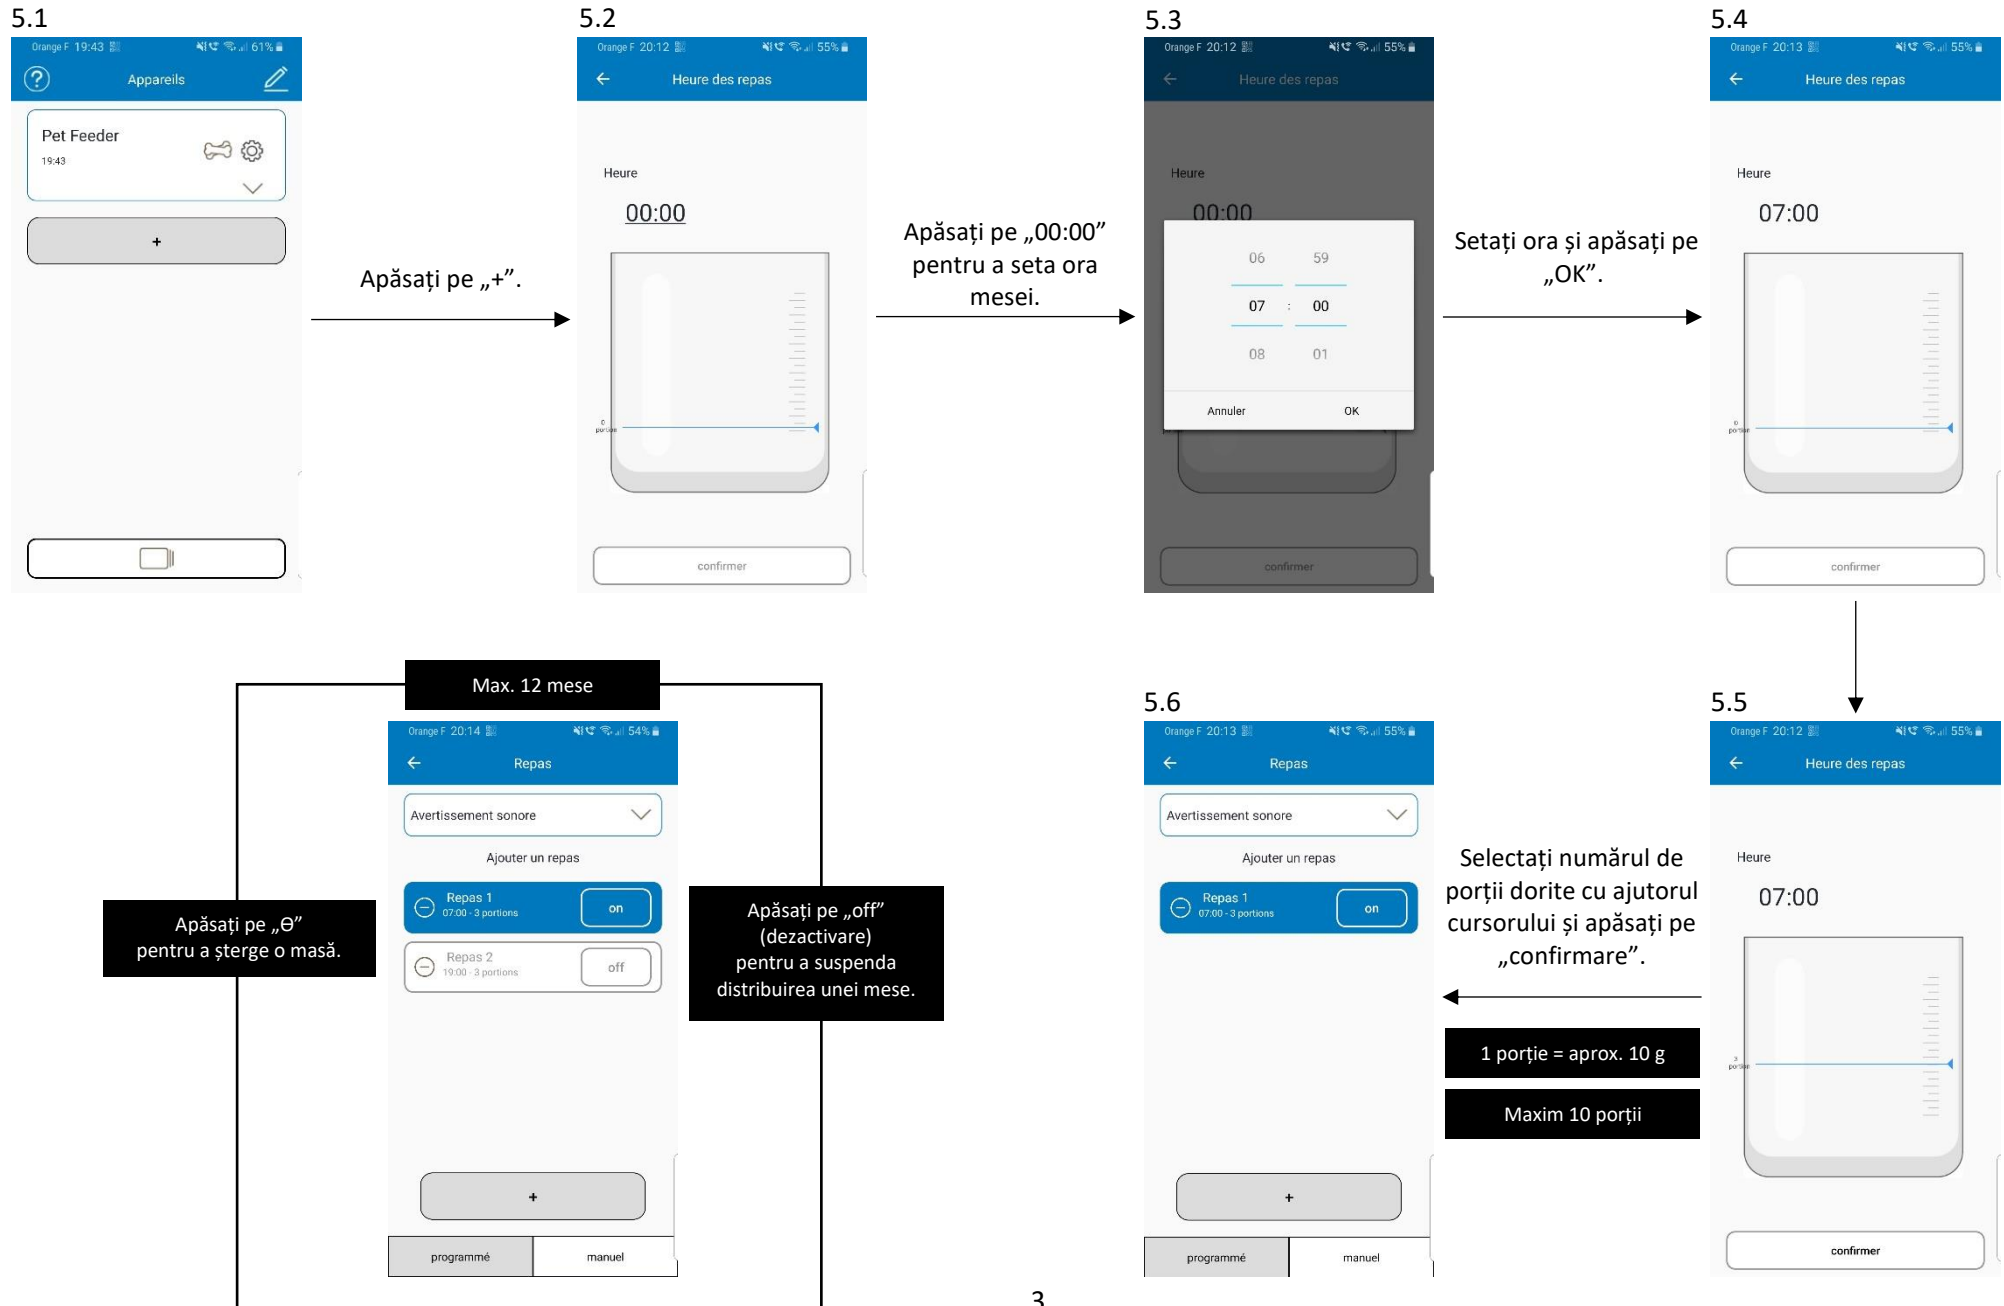 5.1
Orange F 19:43
61%
Appareils
Pet Feeder
19:43
+
Apăsați pe „+”.
5.2
Orange F 20:12
55%
Heure des repas
Heure
00:00
0
portion
confirmer
Apăsați pe „00:00”
pentru a seta ora
mesei.
5.3
Orange F 20:12
55%
Heure des repas
Heure
00:00
06 59
07 : 00
08 01
Annuler OK
confirmer
Setați ora și apăsați pe
„OK”.
5.4
Orange F 20:13
55%
Heure des repas
Heure
07:00
0
portion
confirmer
5.5
Orange F 20:12
55%
Heure des repas
Heure
07:00
3
portion
confirmer
Selectați numărul de
porții dorite cu ajutorul
cursorului și apăsați pe
„confirmare”.
1 porție = aprox. 10 g
Maxim 10 porții
5.6
Orange F 20:13
55%
Repas
Avertissement sonore
Ajouter un repas
Repas 1
07:00 - 3 portions
on
+
programmé manuel
Max. 12 mese
Orange F 20:14
54%
Repas
Avertissement sonore
Ajouter un repas
Repas 1
07:00 - 3 portions
on
Repas 2
19:00 - 3 portions
off
+
programmé manuel
Apăsați pe „Ɵ”
pentru a șterge o masă.
Apăsați pe „off”
(dezactivare)
pentru a suspenda
distribuirea unei mese.
3